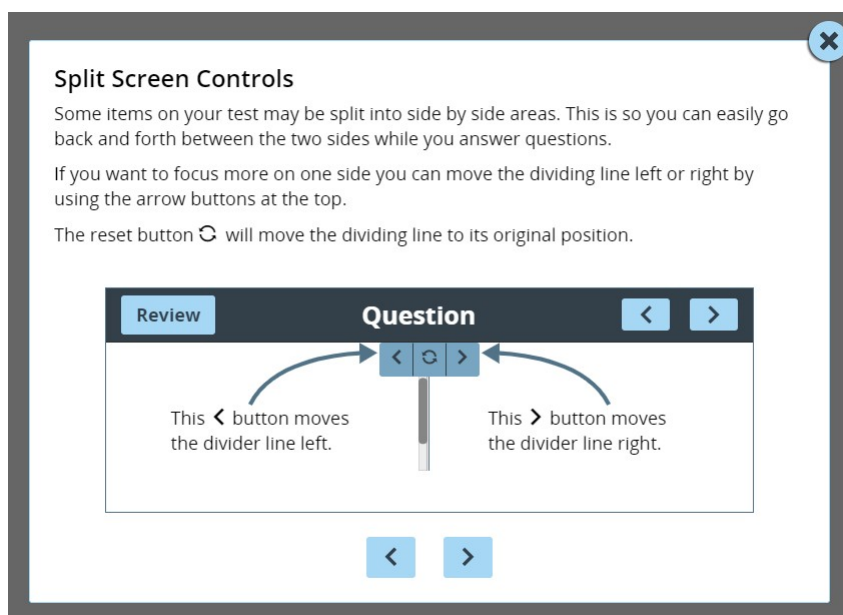 Split Screen Controls
Some items on your test may be split into side by side areas. This is so you can easily go
back and forth between the two sides while you answer questions.
If you want to focus more on one side you can move the dividing line left or right by
using the arrow buttons at the top.
The reset button will move the dividing line to its original position.
Review Question
This < button moves
the divider line left.
This > button moves
the divider line right.